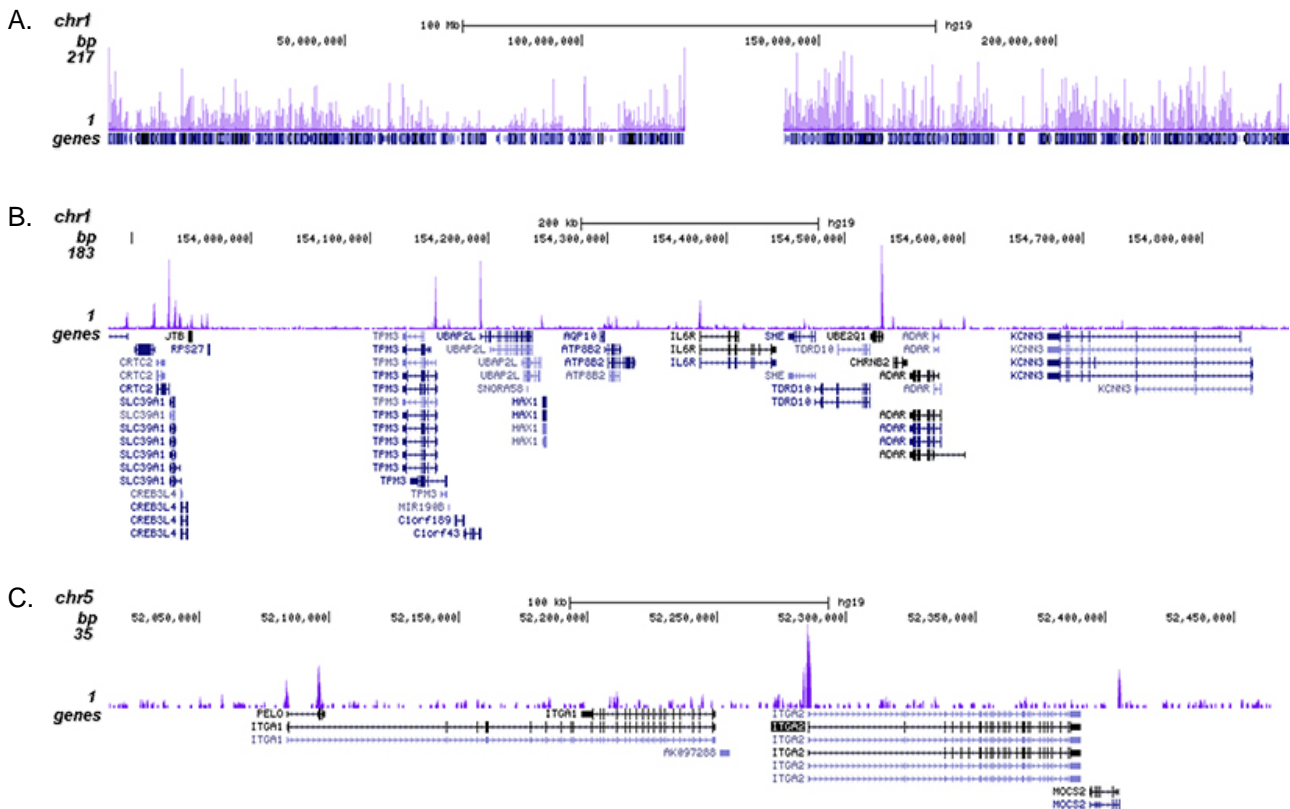 A.
chr1
100 Mb hg19
bp 50,000,000 100,000,000 150,000,000 200,000,000
217
1
genes
B.
chr1
200 kb hg19
bp 154,000,000 154,100,000 154,200,000 154,300,000 154,400,000 154,500,000 154,600,000 154,700,000 154,800,000
183
1
genes
JTB TPM3 UBAP2L AQP10 IL6R SHE UBE2Q1 ADAR KCNN3
RPS27 TPM3 UBAP2L ATP8B2 IL6R TDRD10 ADAR KCNN3
CRTC2 TPM3 UBAP2L ATP8B2 IL6R CHRNB2 KCNN3
CRTC2 TPM3 UBAP2L ATP8B2 SHE ADAR KCNN3
CRTC2 TPM3 SNORA58 TDRD10 ADAR KCNN3
SLC39A1 TPM3 HAX1 TDRD10
SLC39A1 TPM3 HAX1 ADAR
SLC39A1 TPM3 HAX1 ADAR
SLC39A1 TPM3 HAX1 ADAR
SLC39A1 TPM3 ADAR
SLC39A1 TPM3
SLC39A1 TPM3
CREB3L4 TPM3
CREB3L4 MIR190B
CREB3L4 C1orf189
CREB3L4 C1orf43
C.
chr5
100 kb hg19
bp 52,050,000 52,100,000 52,150,000 52,200,000 52,250,000 52,300,000 52,350,000 52,400,000 52,450,000
35
1
genes
PELO ITGA1 ITGA2
ITGA1 ITGA2
ITGA1 ITGA2
AK097288 ITGA2
ITGA2
ITGA2
MOCS2
MOCS2